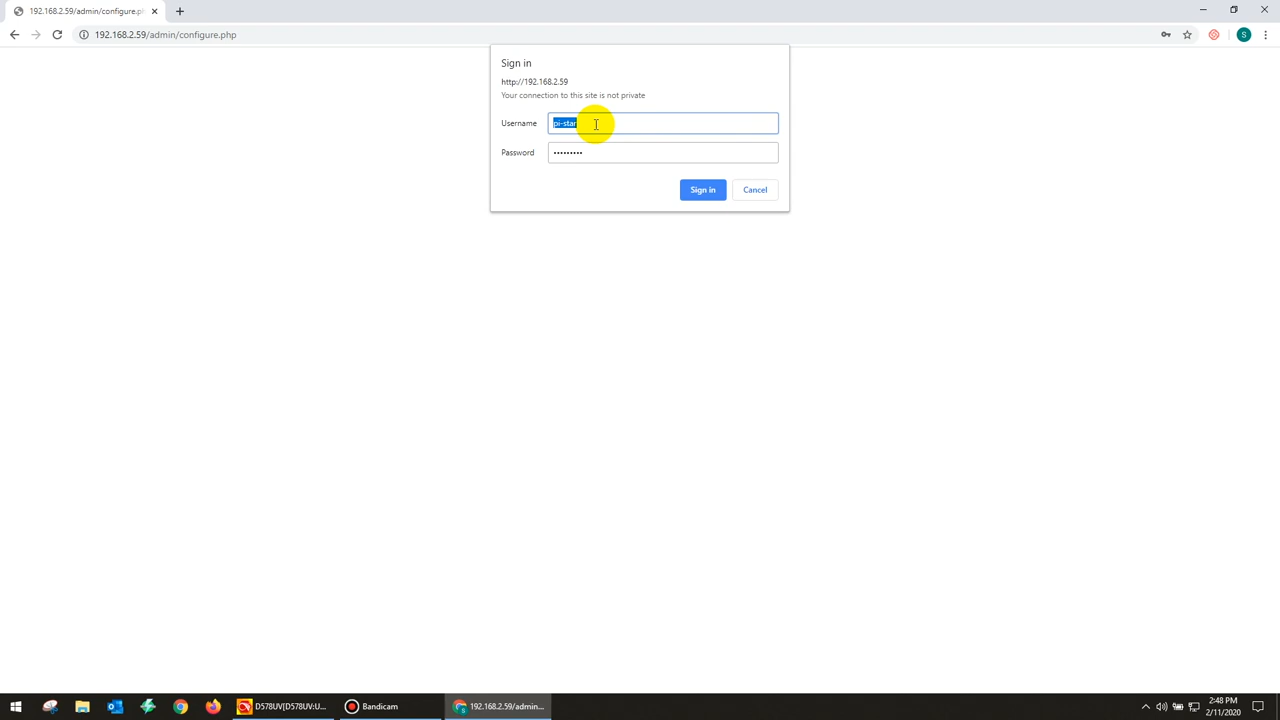 192.168.2.59/admin/configure.ph
192.168.2.59/admin/configure.php
S
Sign in
http://192.168.2.59
Your connection to this site is not private
Username
pi-star
Password
•••••••••
Sign in
Cancel
D578UV[D578UV:U...
Bandicam
192.168.2.59/admin...
2:48 PM
2/11/2020